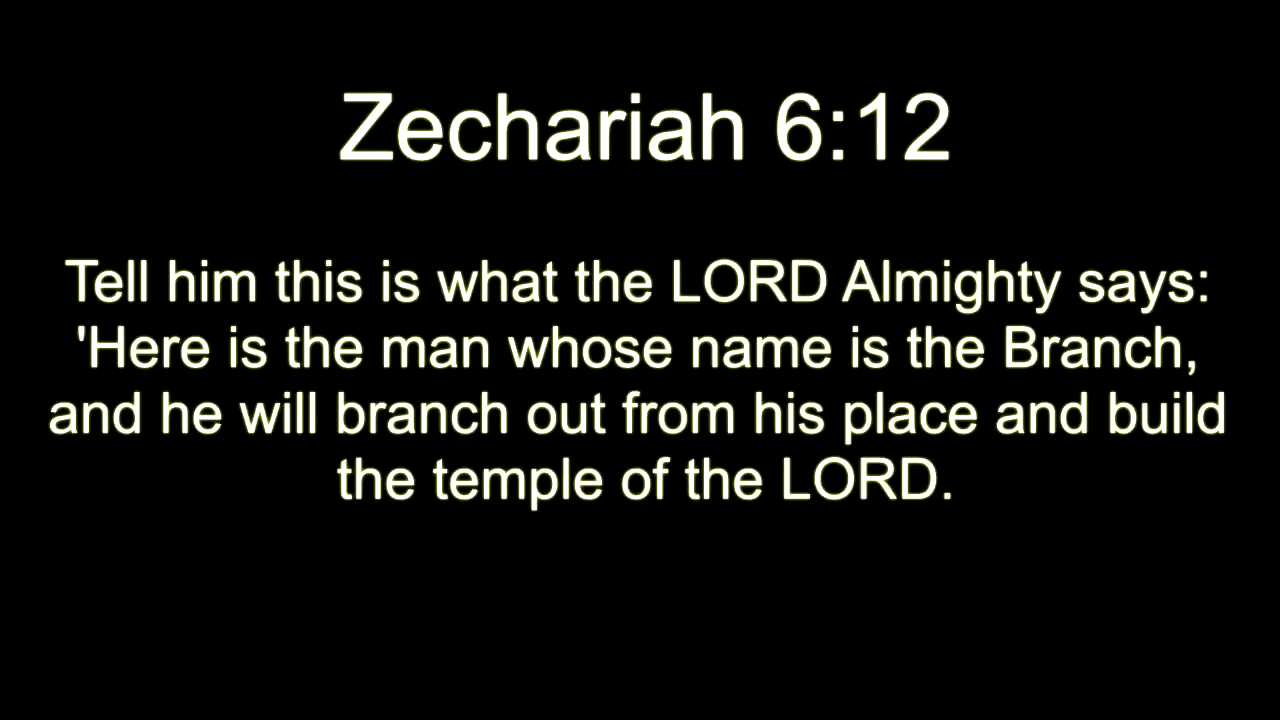 Zechariah 6:12
Tell him this is what the LORD Almighty says:
'Here is the man whose name is the Branch,
and he will branch out from his place and build
the temple of the LORD.